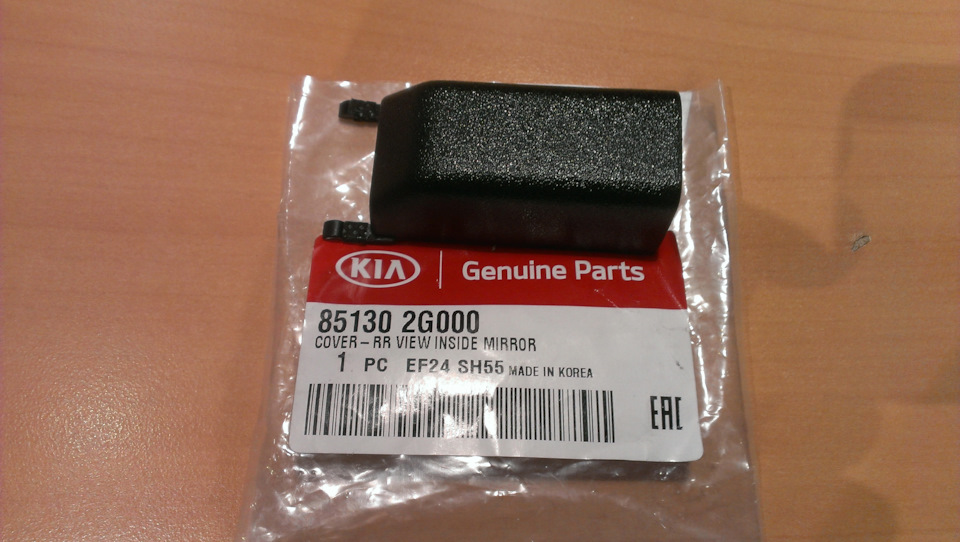 KIA Genuine Parts
85130 2G000
COVER-RR VIEW INSIDE MIRROR
1 PC EF24 SH55 MADE IN KOREA
EAC